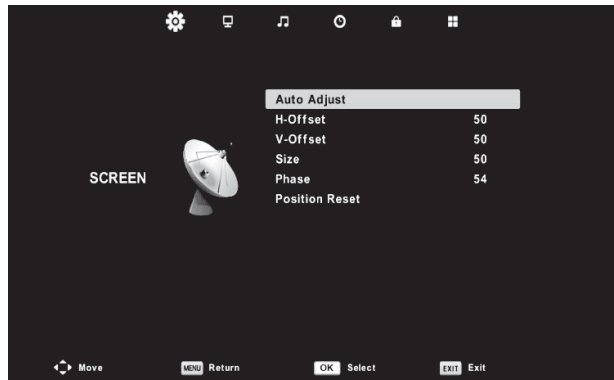 Auto Adjust
H-Offset 50
V-Offset 50
Size 50
SCREEN
Phase 54
Position Reset
Move MENU Return OK Select EXIT Exit